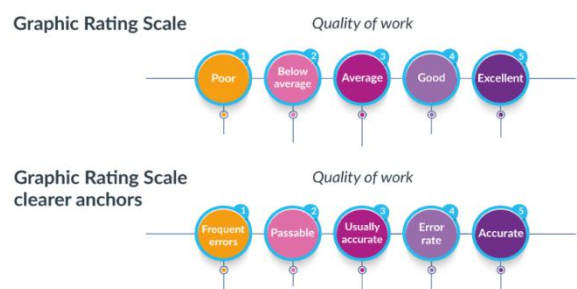 Graphic Rating Scale
Quality of work
1
2
3
4
5
Poor
Below
average
Average
Good
Excellent
Graphic Rating Scale
clearer anchors
Quality of work
1
2
3
4
5
Frequent
errors
Passable
Usually
accurate
Error
rate
Accurate